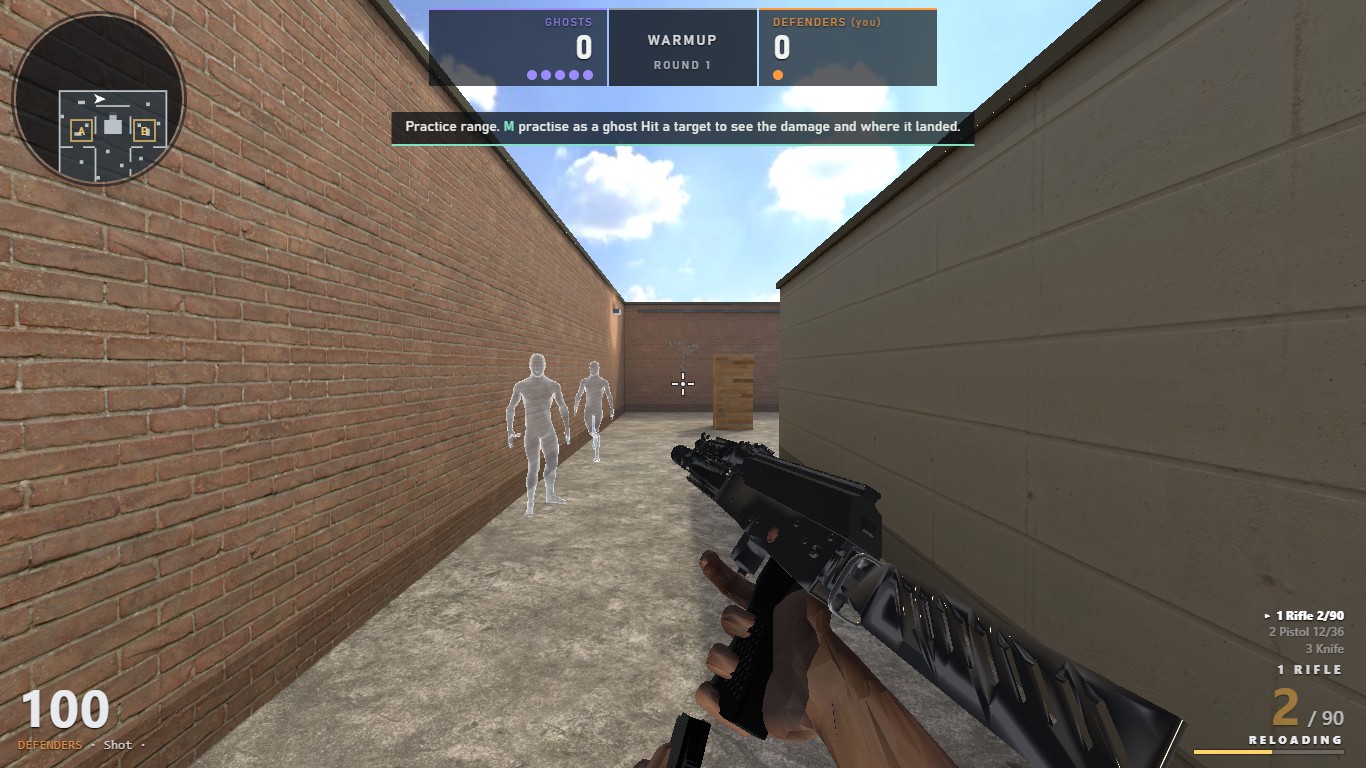 GHOSTS
0
WARMUP
ROUND 1
DEFENDERS (you)
0
A
B
Practice range. M practise as a ghost Hit a target to see the damage and where it landed.
▸ 1 Rifle 2/90
2 Pistol 12/36
3 Knife
1 RIFLE
2 / 90
RELOADING
100
DEFENDERS · Shot ·